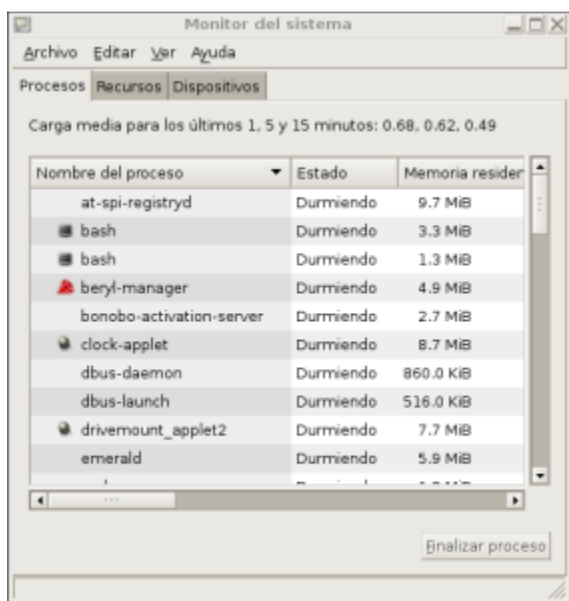 Monitor del sistema
Archivo Editar Ver Ayuda
Procesos Recursos Dispositivos
Carga media para los últimos 1, 5 y 15 minutos: 0.68, 0.62, 0.49
Nombre del proceso Estado Memoria resider
at-spi-registryd Durmiendo 9.7 MiB
bash Durmiendo 3.3 MiB
bash Durmiendo 1.3 MiB
beryl-manager Durmiendo 4.9 MiB
bonobo-activation-server Durmiendo 2.7 MiB
clock-applet Durmiendo 8.7 MiB
dbus-daemon Durmiendo 860.0 KiB
dbus-launch Durmiendo 516.0 KiB
drivemount_applet2 Durmiendo 7.7 MiB
emerald Durmiendo 5.9 MiB
Finalizar proceso